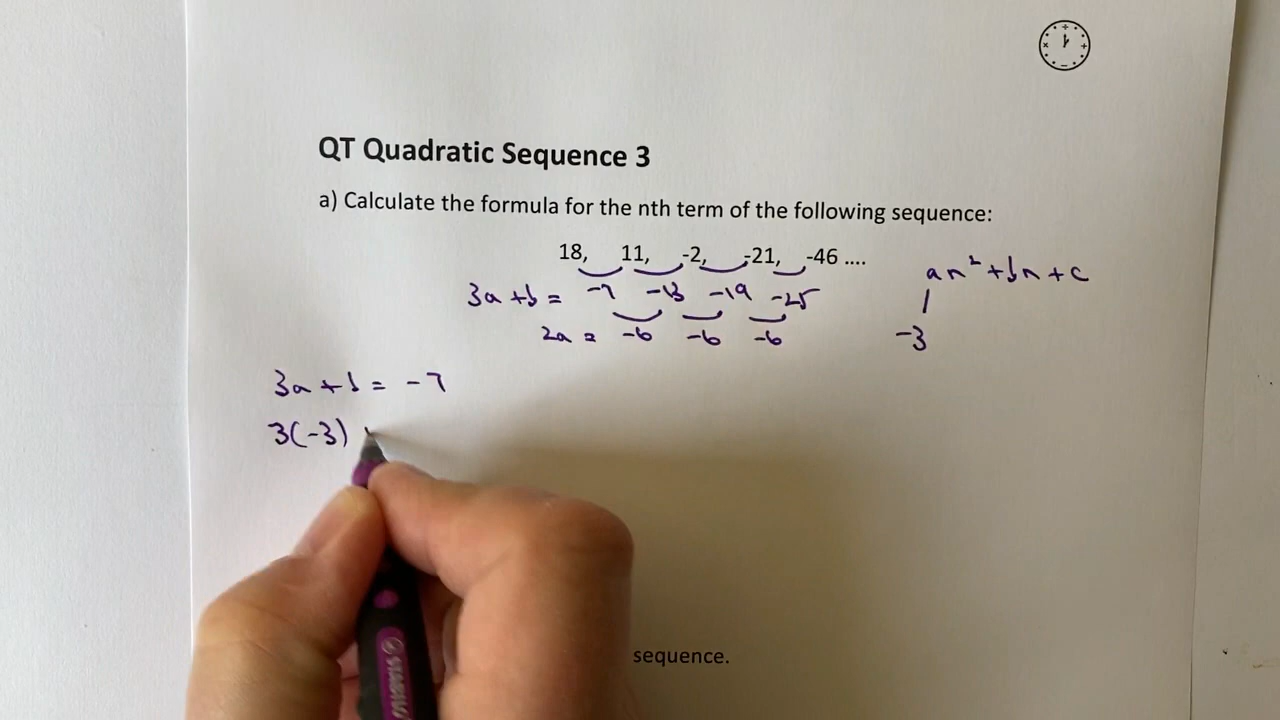 QT Quadratic Sequence 3
a) Calculate the formula for the nth term of the following sequence:
18, 11, -2, -21, -46 ....
an² + bn + c
3a + b = -7 -13 -19 -25
2a = -6 -6 -6
-3
3a + b = -7
3(-3)
sequence.
STABILO